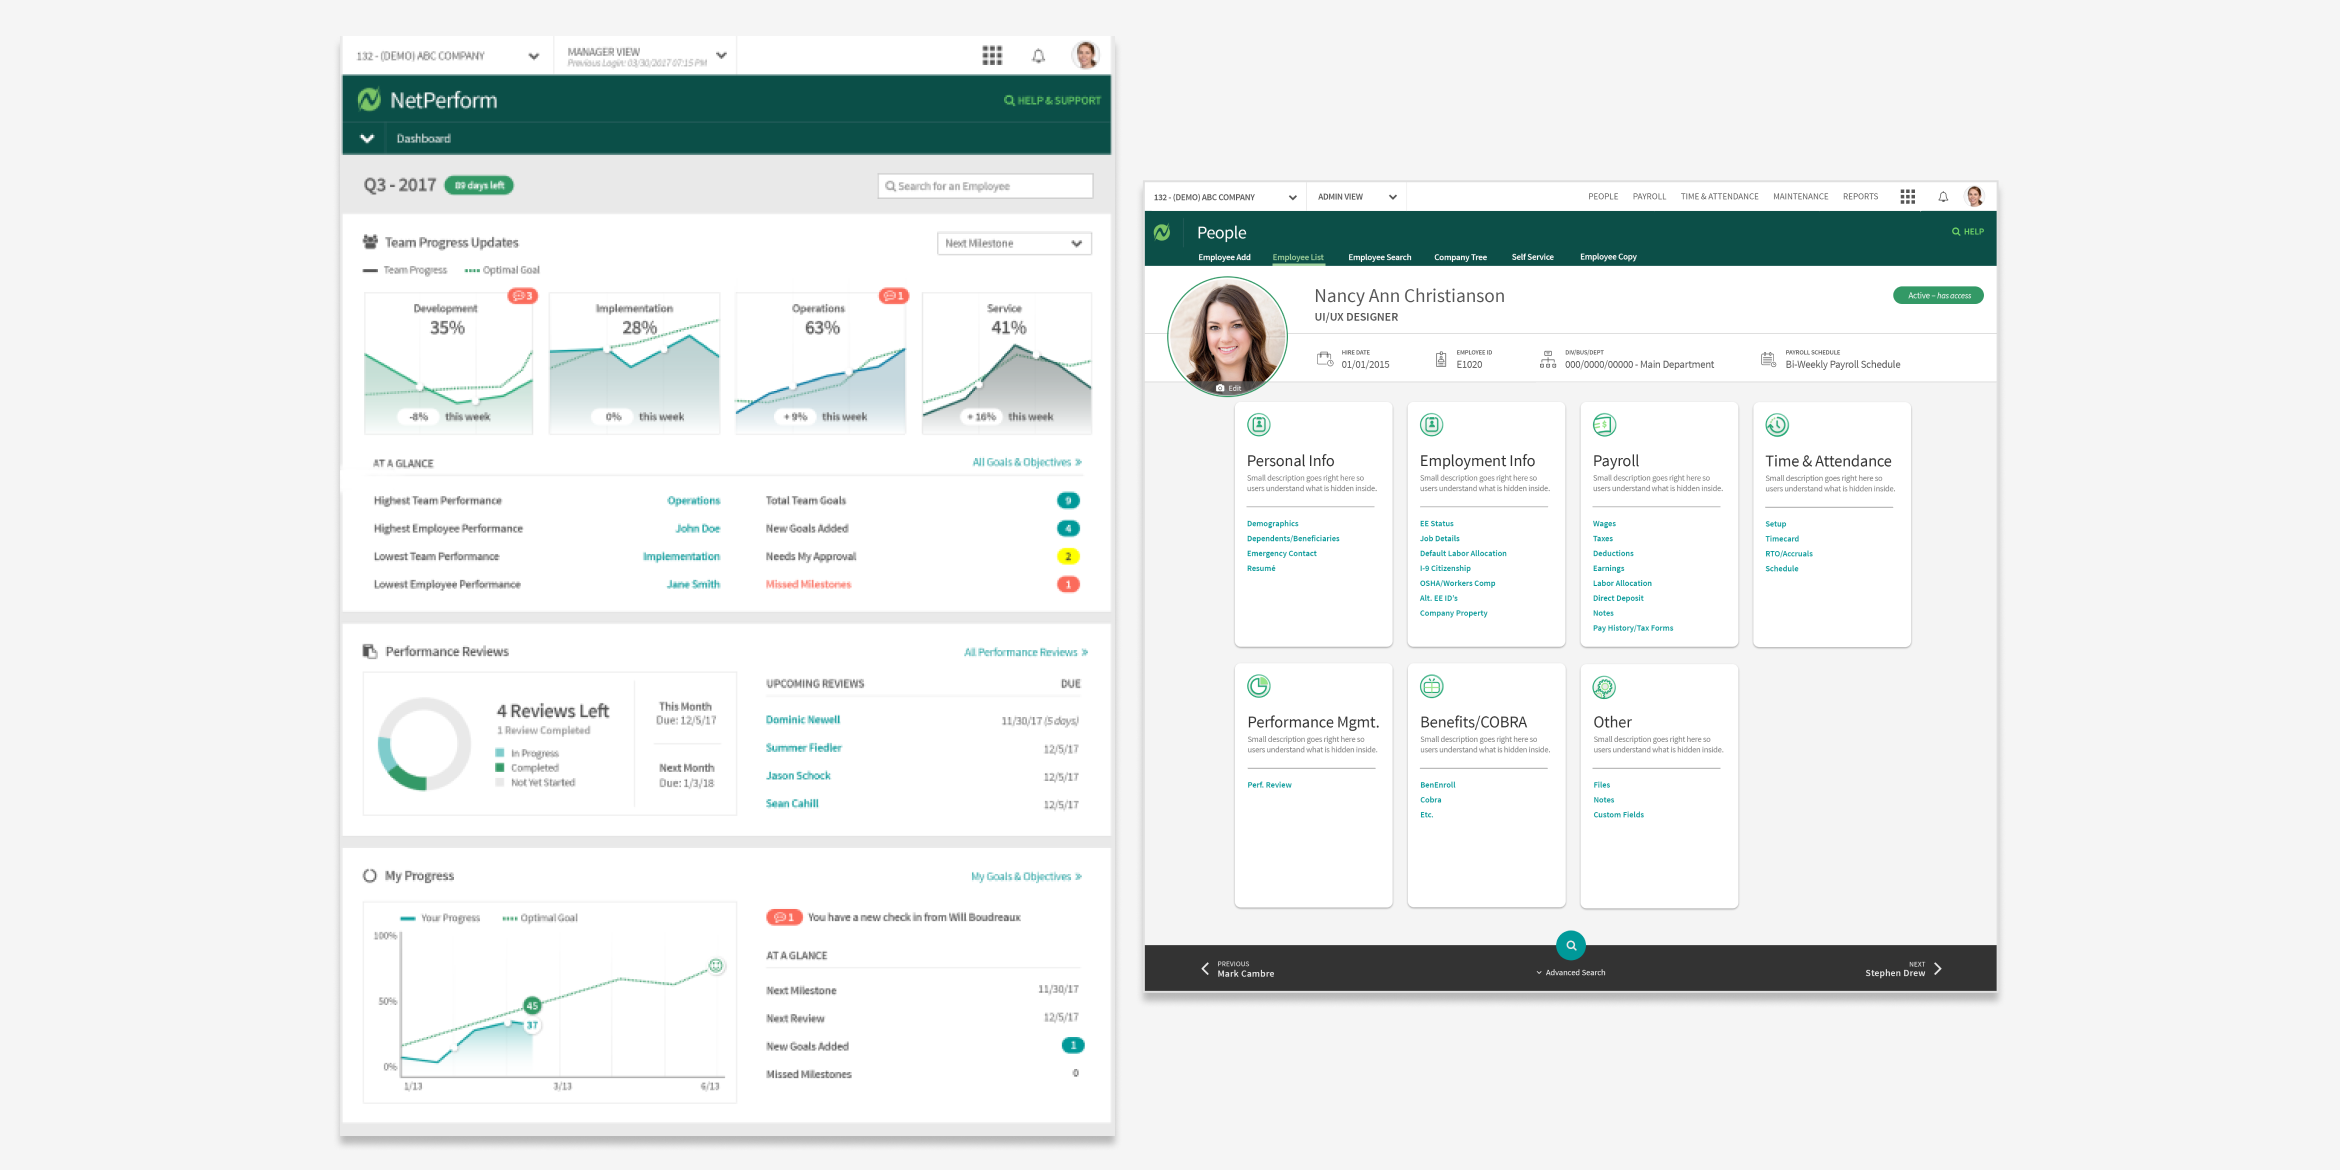 132 - (DEMO) ABC COMPANY
MANAGER VIEW
Previous Login: 03/30/2017 07:15 PM
NetPerform
HELP & SUPPORT
Dashboard
Q3 - 2017
89 days left
Search for an Employee
Team Progress Updates
Next Milestone
Team Progress
Optimal Goal
3
Development
35%
-8% this week
Implementation
28%
0% this week
1
Operations
63%
+ 9% this week
Service
41%
+ 16% this week
AT A GLANCE
All Goals & Objectives »
Highest Team Performance Operations
Highest Employee Performance John Doe
Lowest Team Performance Implementation
Lowest Employee Performance Jane Smith
Total Team Goals 9
New Goals Added 4
Needs My Approval 2
Missed Milestones 1
Performance Reviews
All Performance Reviews »
4 Reviews Left
1 Review Completed
In Progress
Completed
Not Yet Started
This Month
Due: 12/5/17
Next Month
Due: 1/3/18
UPCOMING REVIEWS DUE
Dominic Newell 11/30/17 (5 days)
Summer Fiedler 12/5/17
Jason Schock 12/5/17
Sean Cahill 12/5/17
My Progress
My Goals & Objectives »
Your Progress
Optimal Goal
100%
50%
0%
45
37
1/13
3/13
6/13
1 You have a new check in from Will Boudreaux
AT A GLANCE
Next Milestone 11/30/17
Next Review 12/5/17
New Goals Added 1
Missed Milestones 0
132 - (DEMO) ABC COMPANY
ADMIN VIEW
PEOPLE PAYROLL TIME & ATTENDANCE MAINTENANCE REPORTS
People
HELP
Employee Add Employee List Employee Search Company Tree Self Service Employee Copy
Nancy Ann Christianson
UI/UX DESIGNER
Active – has access
Edit
HIRE DATE
01/01/2015
EMPLOYEE ID
E1020
DIV/BUS/DEPT
000/0000/00000 - Main Department
PAYROLL SCHEDULE
Bi-Weekly Payroll Schedule
Personal Info
Small description goes right here so
users understand what is hidden inside.
Demographics
Dependents/Beneficiaries
Emergency Contact
Resumé
Employment Info
Small description goes right here so
users understand what is hidden inside.
EE Status
Job Details
Default Labor Allocation
I-9 Citizenship
OSHA/Workers Comp
Alt. EE ID's
Company Property
Payroll
Small description goes right here so
users understand what is hidden inside.
Wages
Taxes
Deductions
Earnings
Labor Allocation
Direct Deposit
Notes
Pay History/Tax Forms
Time & Attendance
Small description goes right here so
users understand what is hidden inside.
Setup
Timecard
RTO/Accruals
Schedule
Performance Mgmt.
Small description goes right here so
users understand what is hidden inside.
Perf. Review
Benefits/COBRA
Small description goes right here so
users understand what is hidden inside.
BenEnroll
Cobra
Etc.
Other
Small description goes right here so
users understand what is hidden inside.
Files
Notes
Custom Fields
PREVIOUS
Mark Cambre
Advanced Search
NEXT
Stephen Drew